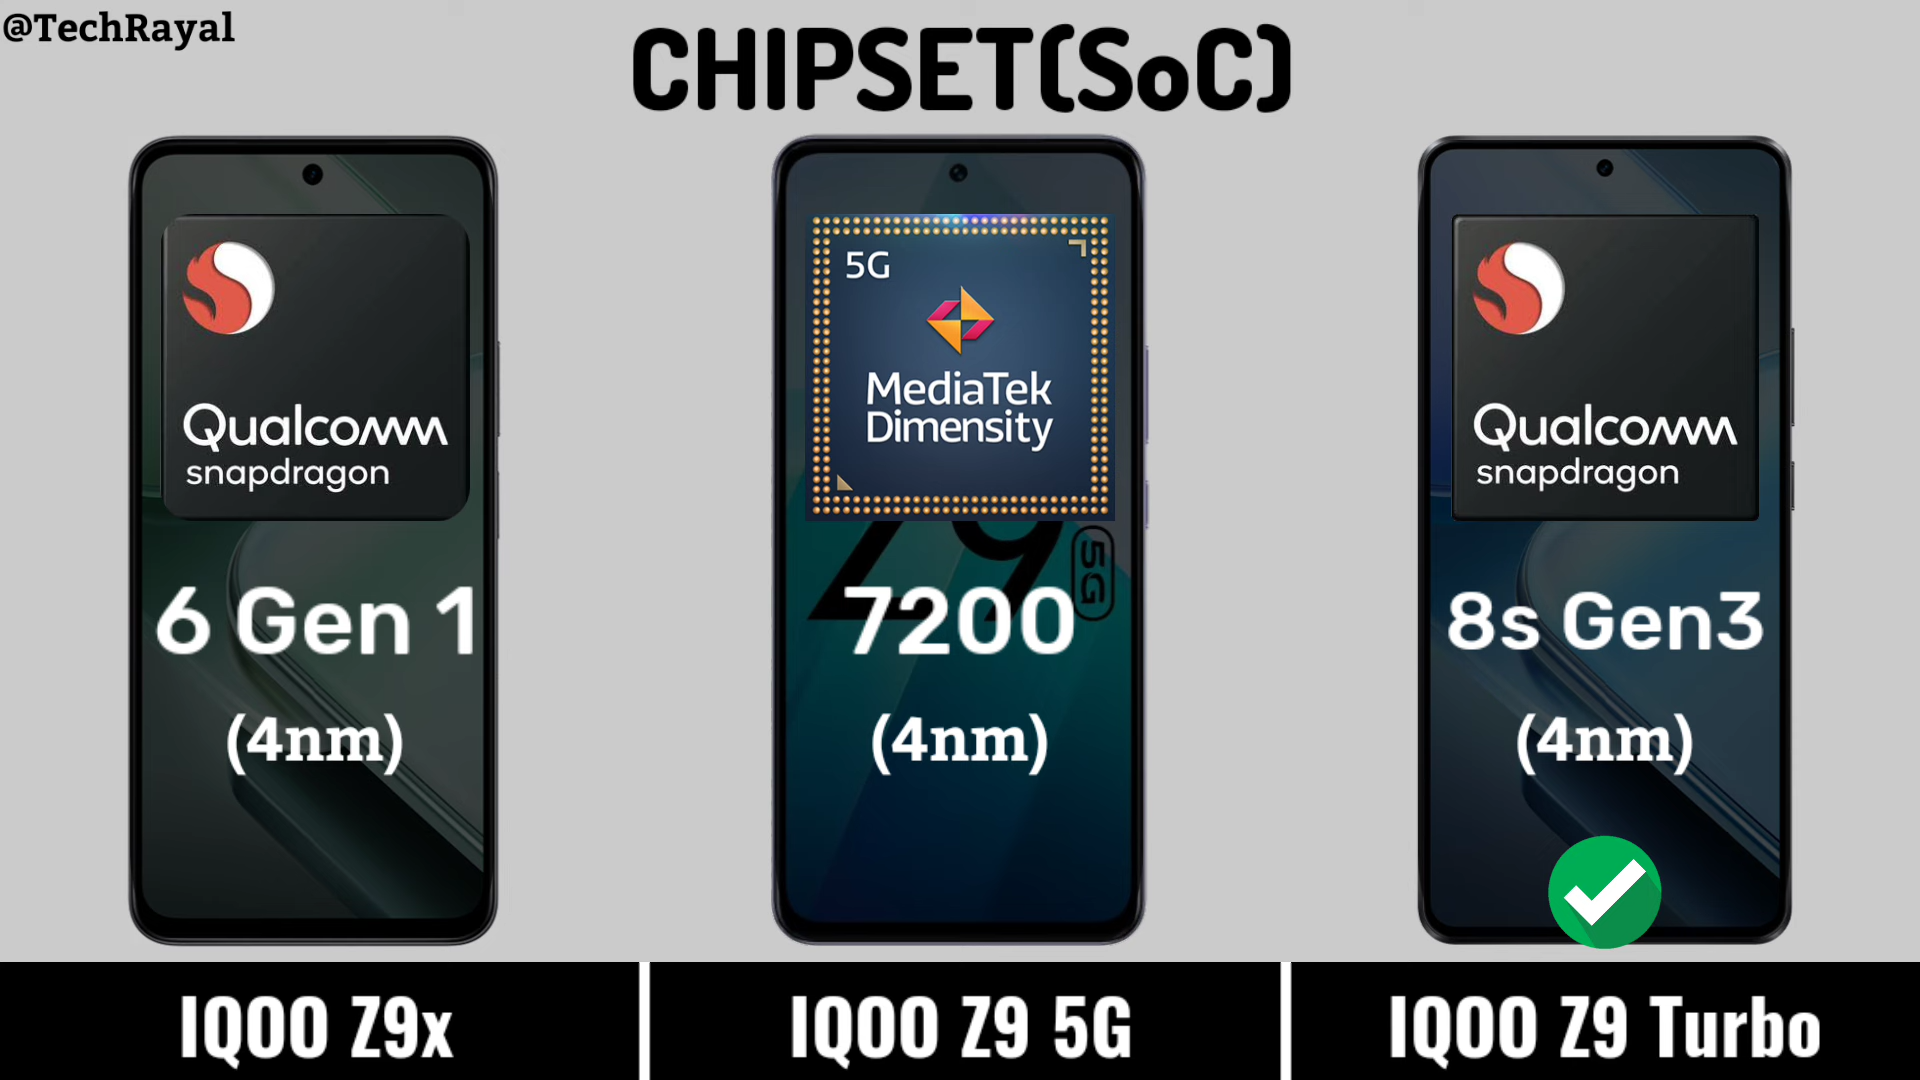 @TechRayal
CHIPSET(SoC)
Qualcomm
snapdragon
6 Gen 1
(4nm)
5G
MediaTek
Dimensity
Z9 5G
7200
(4nm)
Qualcomm
snapdragon
8s Gen3
(4nm)
IQOO Z9x
IQOO Z9 5G
IQOO Z9 Turbo